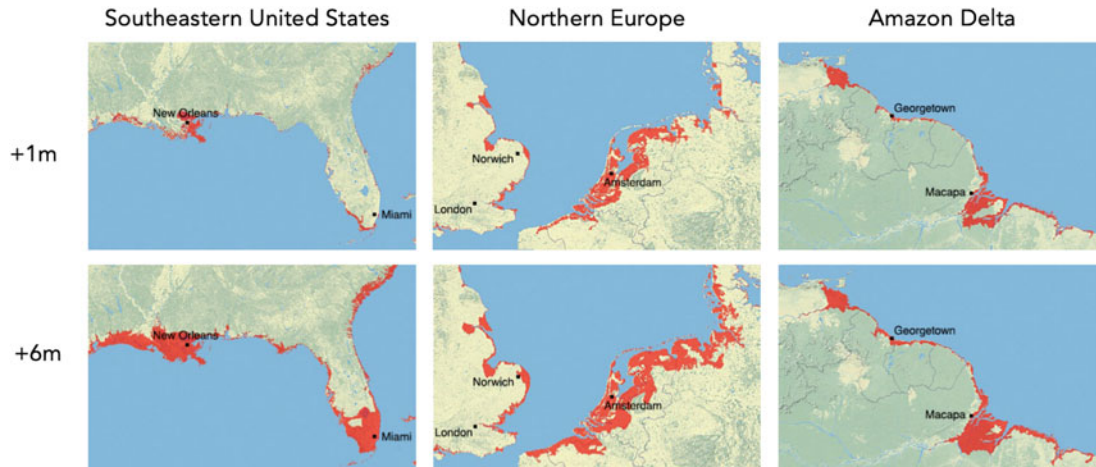 Southeastern United States
Northern Europe
Amazon Delta
+1m
New Orleans
Miami
Norwich
Amsterdam
London
Georgetown
Macapa
+6m
New Orleans
Miami
Norwich
Amsterdam
London
Georgetown
Macapa